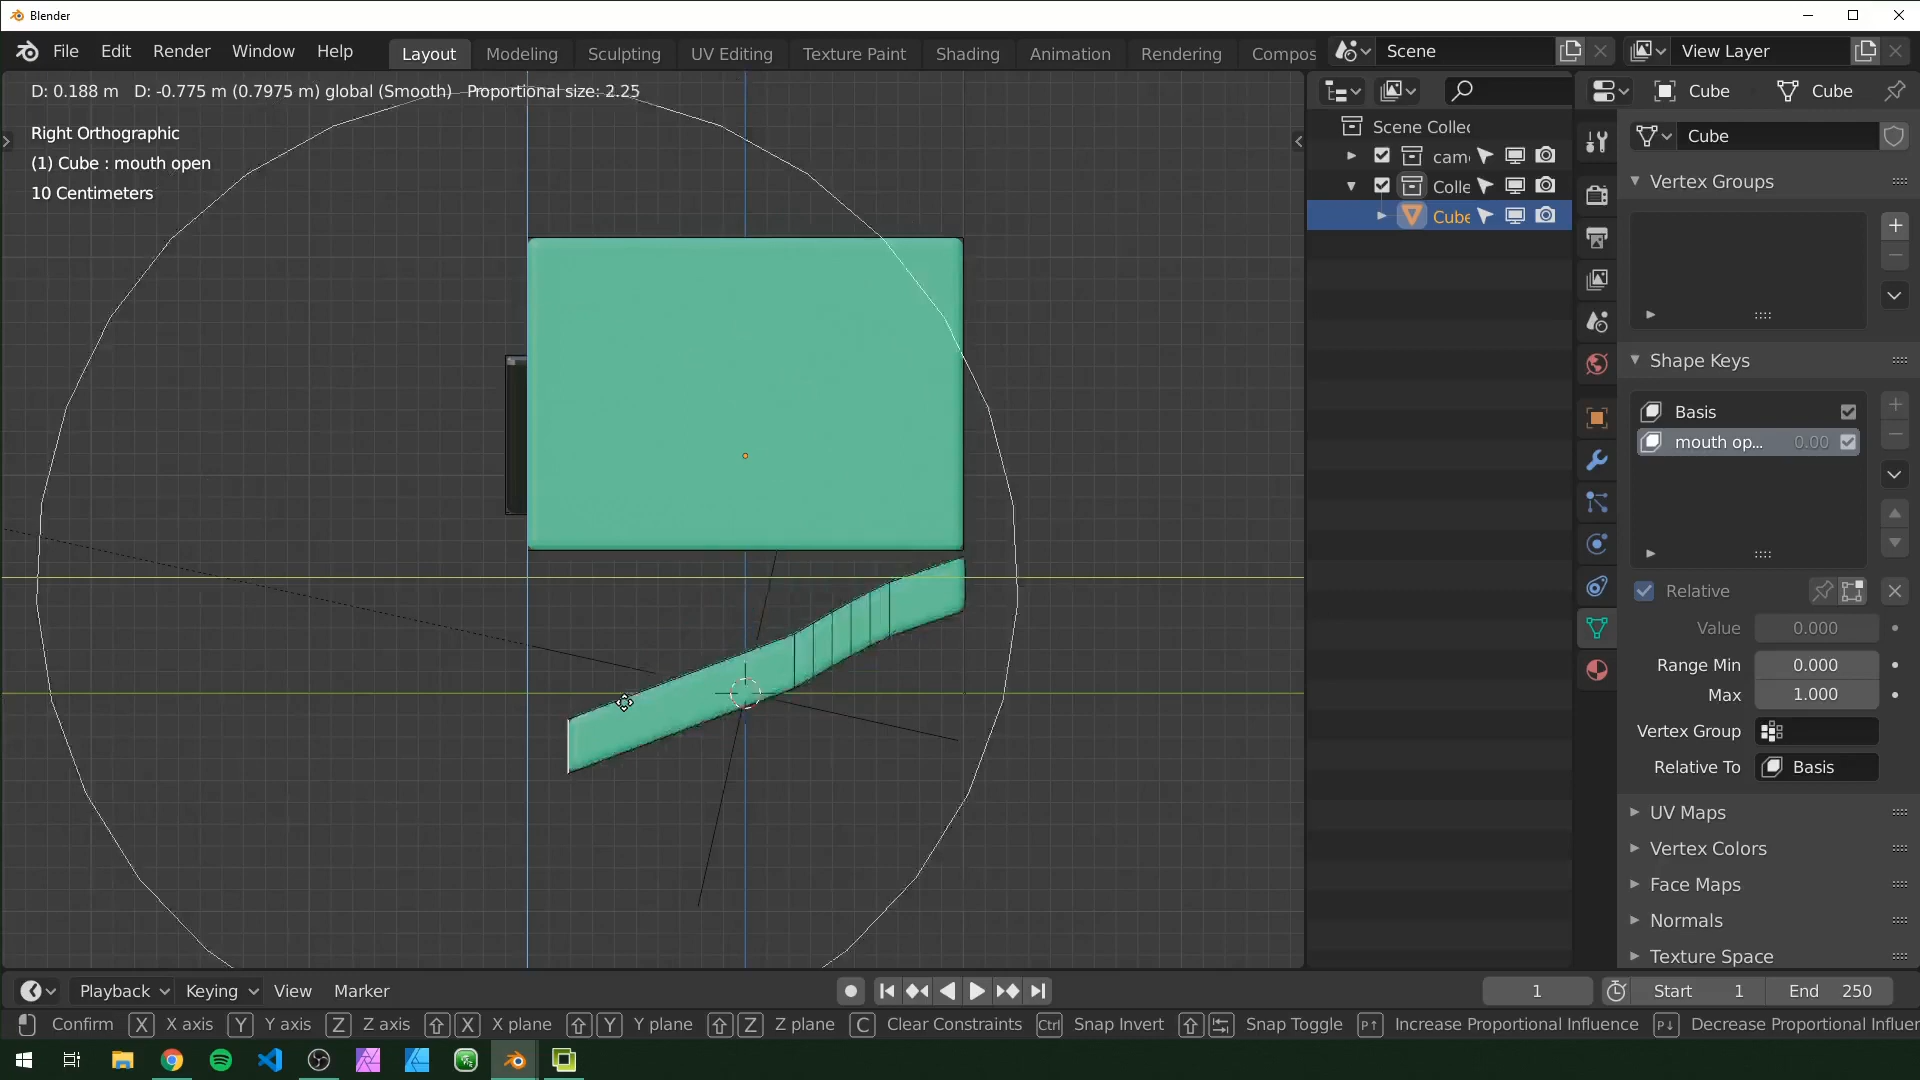 Blender
File Edit Render Window Help
Layout Modeling Sculpting UV Editing Texture Paint Shading Animation Rendering Compos
Scene
View Layer
D: 0.188 m D: -0.775 m (0.7975 m) global (Smooth) Proportional size: 2.25
Right Orthographic
(1) Cube : mouth open
10 Centimeters
Scene Collec
came
Colle
Cube
Cube Cube
Cube
Vertex Groups
Shape Keys
Basis
mouth op... 0.00
Relative
Value 0.000
Range Min 0.000
Max 1.000
Vertex Group
Relative To Basis
UV Maps
Vertex Colors
Face Maps
Normals
Texture Space
Playback Keying View Marker
1 Start 1 End 250
Confirm X X axis Y Y axis Z Z axis X X plane Y Y plane Z Z plane C Clear Constraints Ctrl Snap Invert Snap Toggle P↑ Increase Proportional Influence P↓ Decrease Proportional Influer